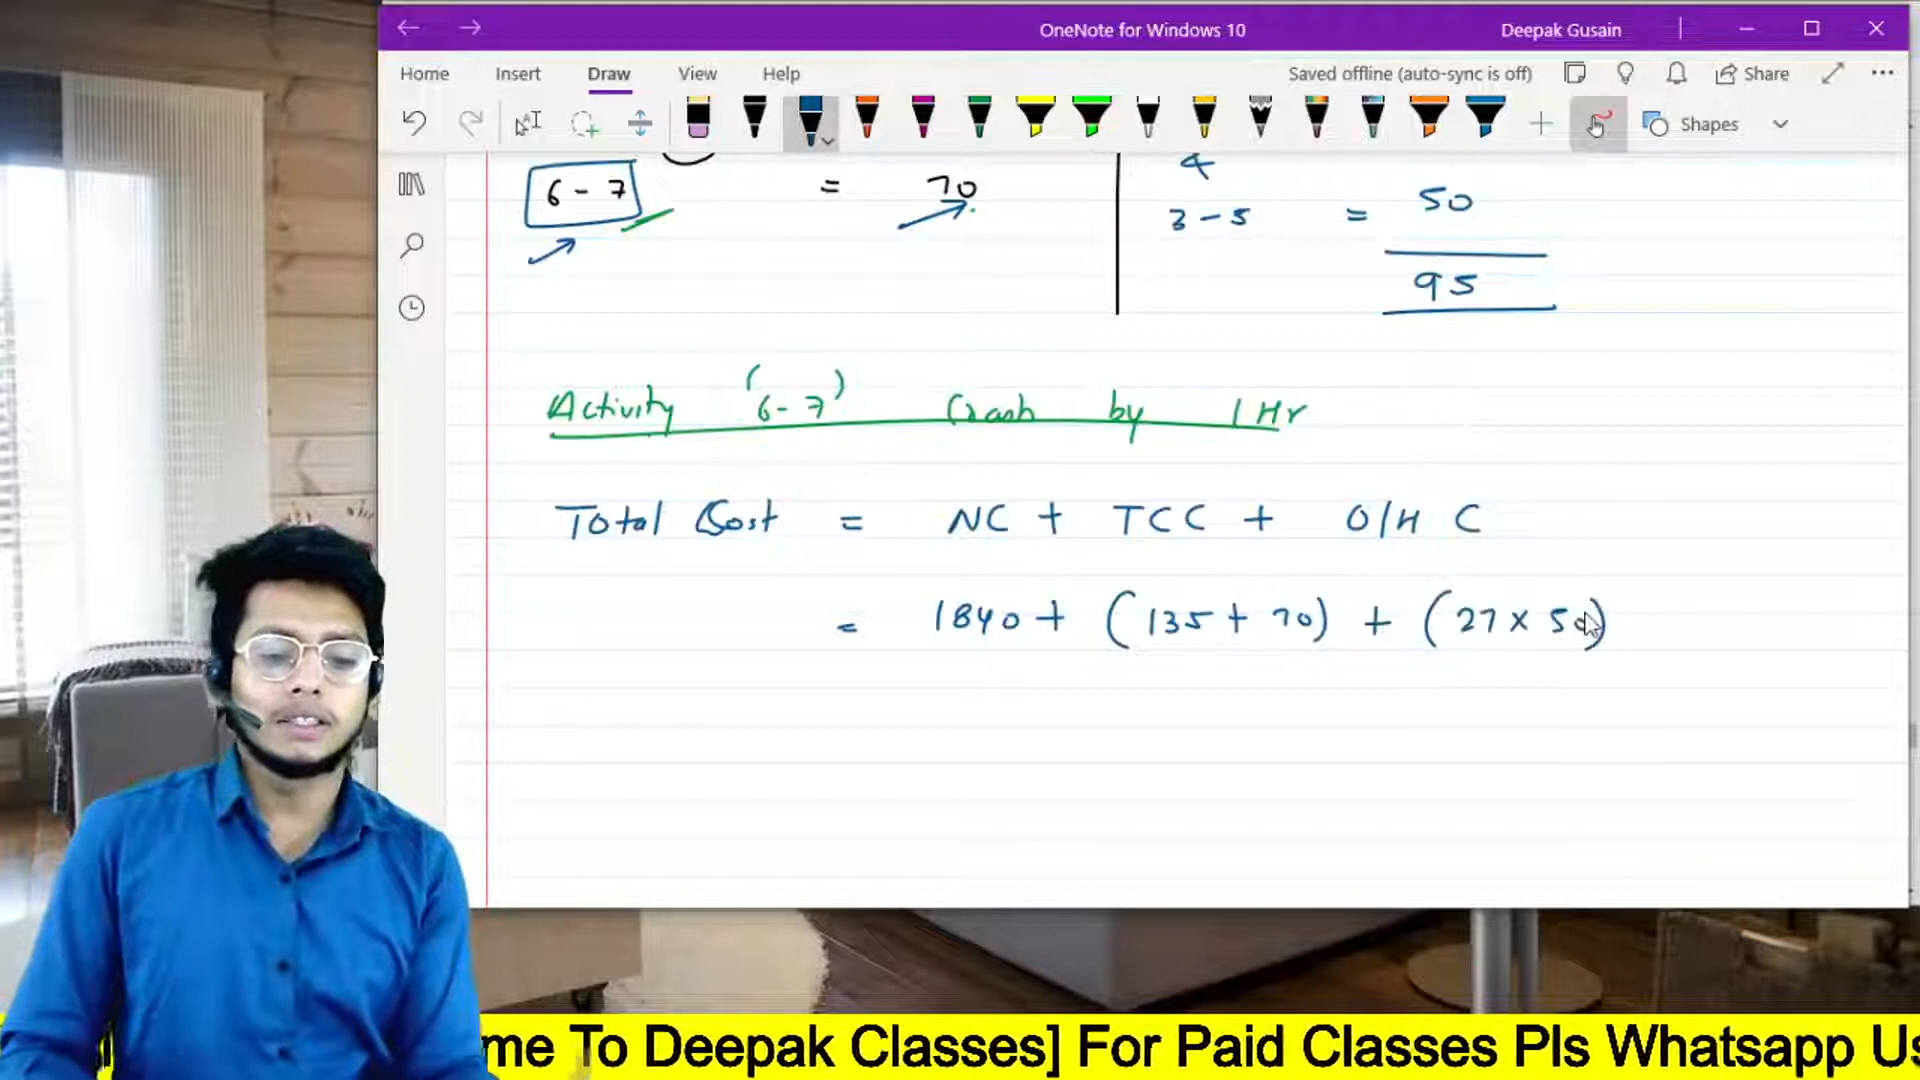 OneNote for Windows 10
Deepak Gusain
Home Insert Draw View Help
Saved offline (auto-sync is off)
Share
Shapes
6 - 7 = 70
4
3 - 5 = 50
95
Activity (6-7) Crash by 1 Hr
Total Cost = NC + TCC + O/H C
= 1840 + (135 + 70) + (27 x 50)
me To Deepak Classes] For Paid Classes Pls Whatsapp Us